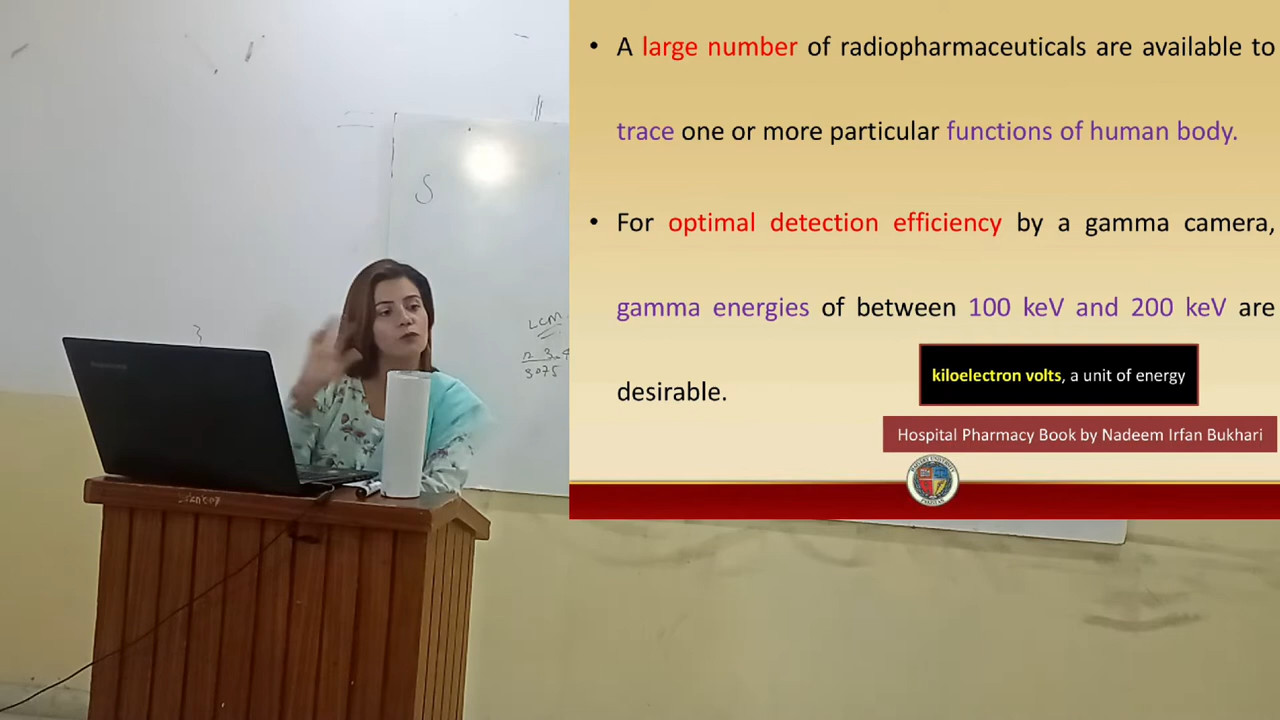 • A large number of radiopharmaceuticals are available to
trace one or more particular functions of human body.
• For optimal detection efficiency by a gamma camera,
gamma energies of between 100 keV and 200 keV are
desirable.
kiloelectron volts, a unit of energy
Hospital Pharmacy Book by Nadeem Irfan Bukhari
S
LCM